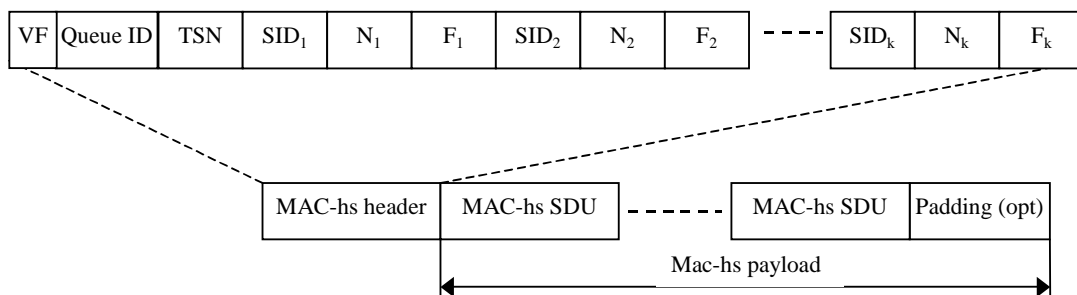 VF Queue ID TSN SID₁ N₁ F₁ SID₂ N₂ F₂ SIDₖ Nₖ Fₖ
MAC-hs header MAC-hs SDU MAC-hs SDU Padding (opt)
Mac-hs payload